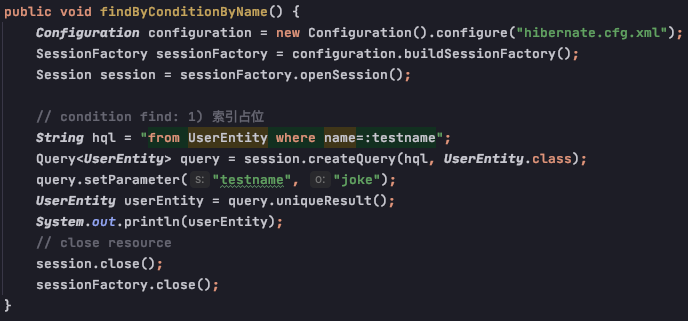 public void findByConditionByName() {
Configuration configuration = new Configuration().configure("hibernate.cfg.xml");
SessionFactory sessionFactory = configuration.buildSessionFactory();
Session session = sessionFactory.openSession();
// condition find: 1) 索引占位
String hql = "from UserEntity where name=:testname";
Query<UserEntity> query = session.createQuery(hql, UserEntity.class);
query.setParameter( s: "testname", o: "joke");
UserEntity userEntity = query.uniqueResult();
System.out.println(userEntity);
// close resource
session.close();
sessionFactory.close();
}